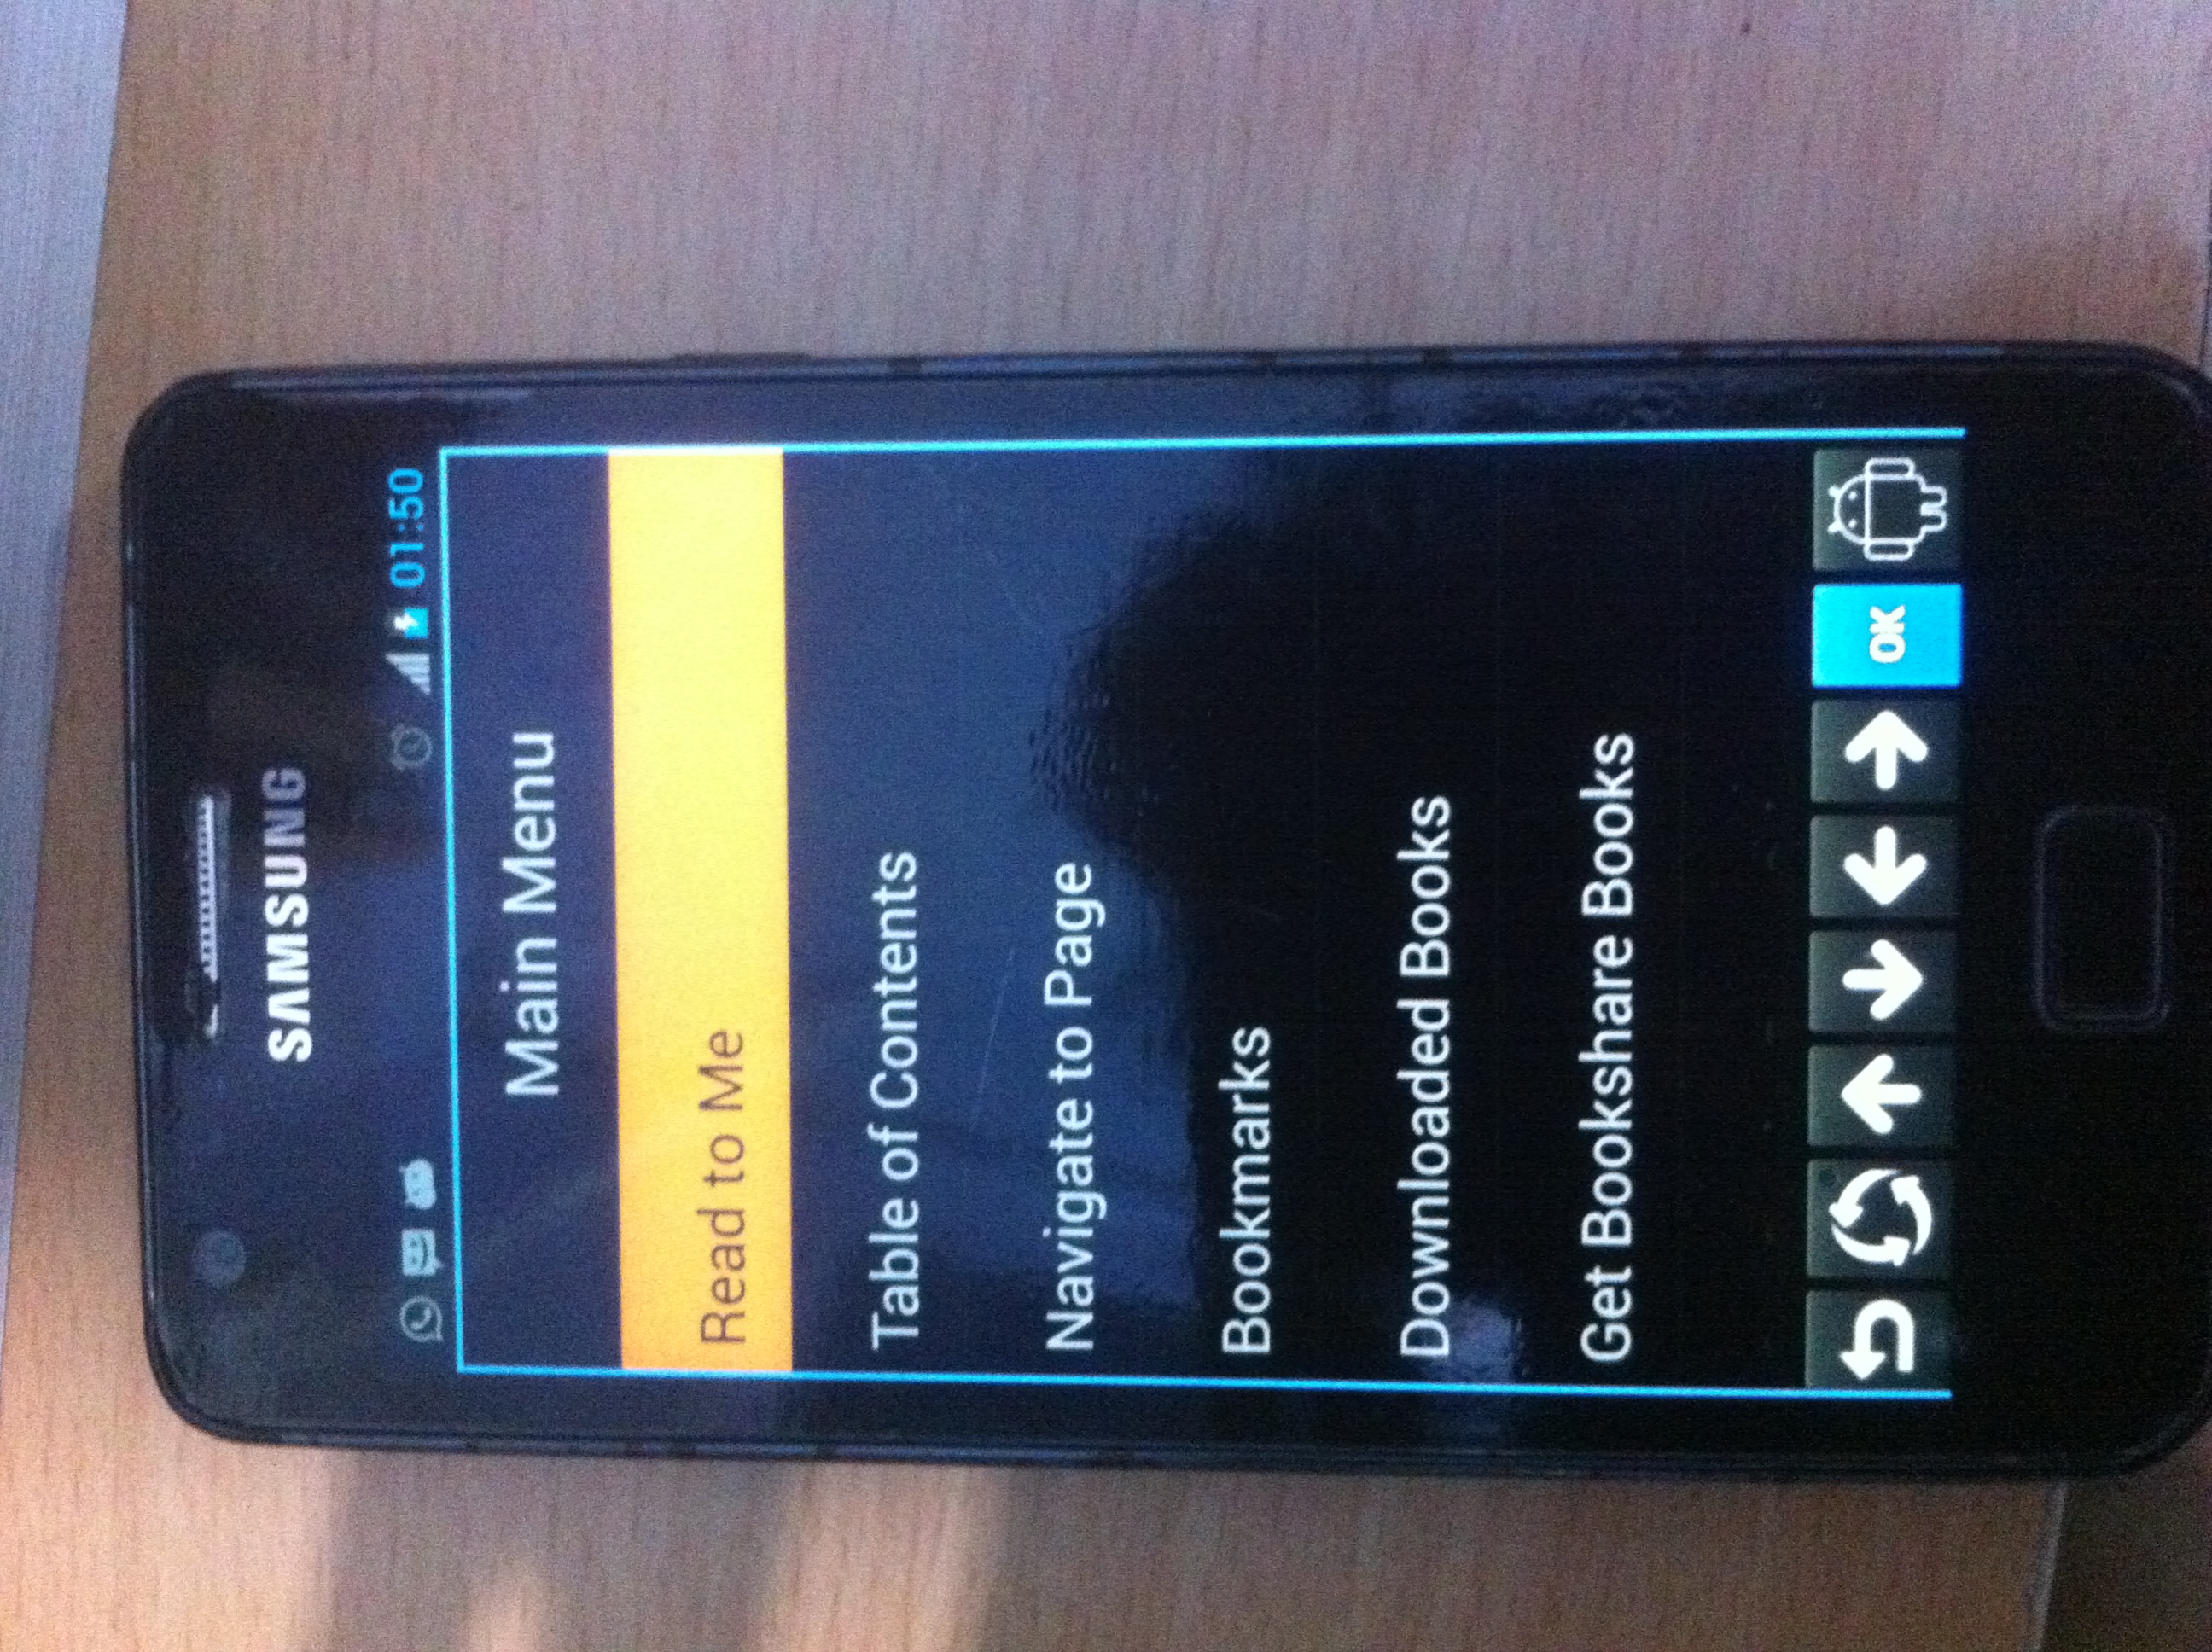 SAMSUNG
01:50
Main Menu
Read to Me
Table of Contents
Navigate to Page
Bookmarks
Downloaded Books
Get Bookshare Books
OK